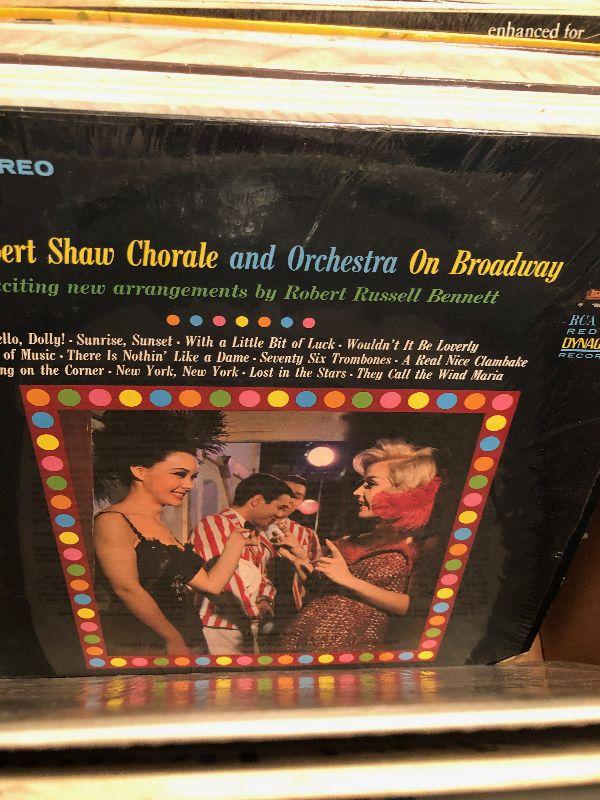 enhanced for
REO
ert Shaw Chorale and Orchestra On Broadway
citing new arrangements by Robert Russell Bennett
llo, Dolly! · Sunrise, Sunset · With a Little Bit of Luck · Wouldn't It Be Loverly
of Music · There Is Nothin' Like a Dame · Seventy Six Trombones · A Real Nice Clambake
ng on the Corner · New York, New York · Lost in the Stars · They Call the Wind Maria
RCA
RED
DYNAG
RECOR